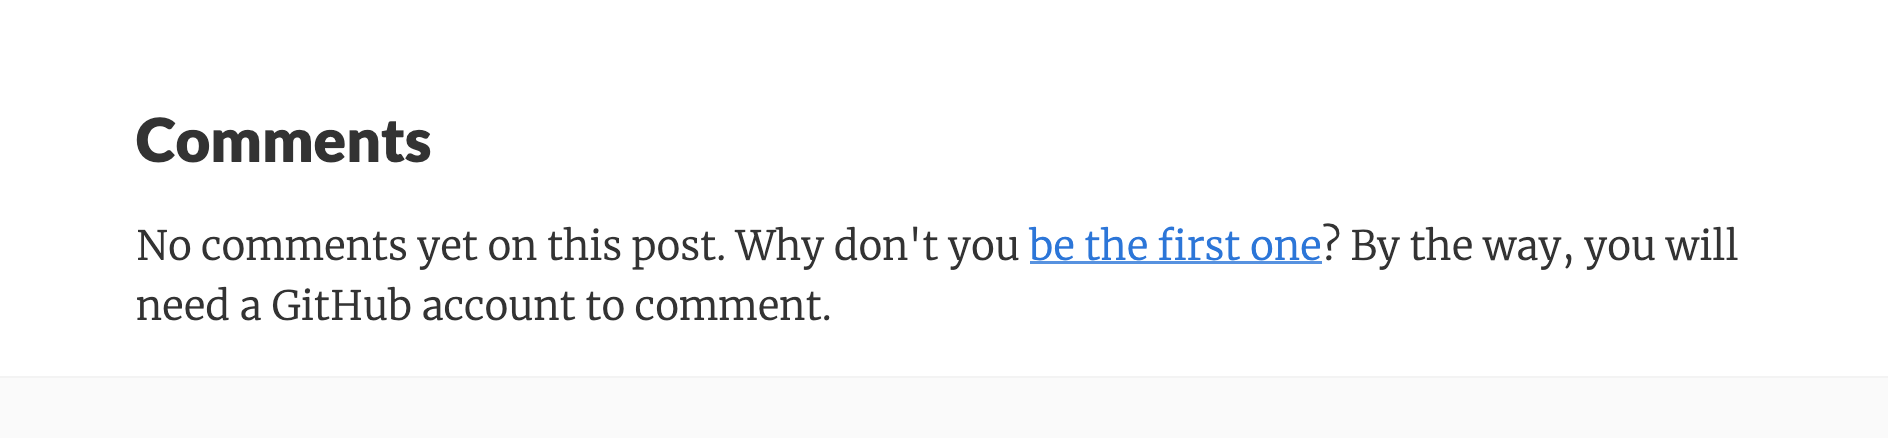 Comments
No comments yet on this post. Why don't you be the first one? By the way, you will
need a GitHub account to comment.